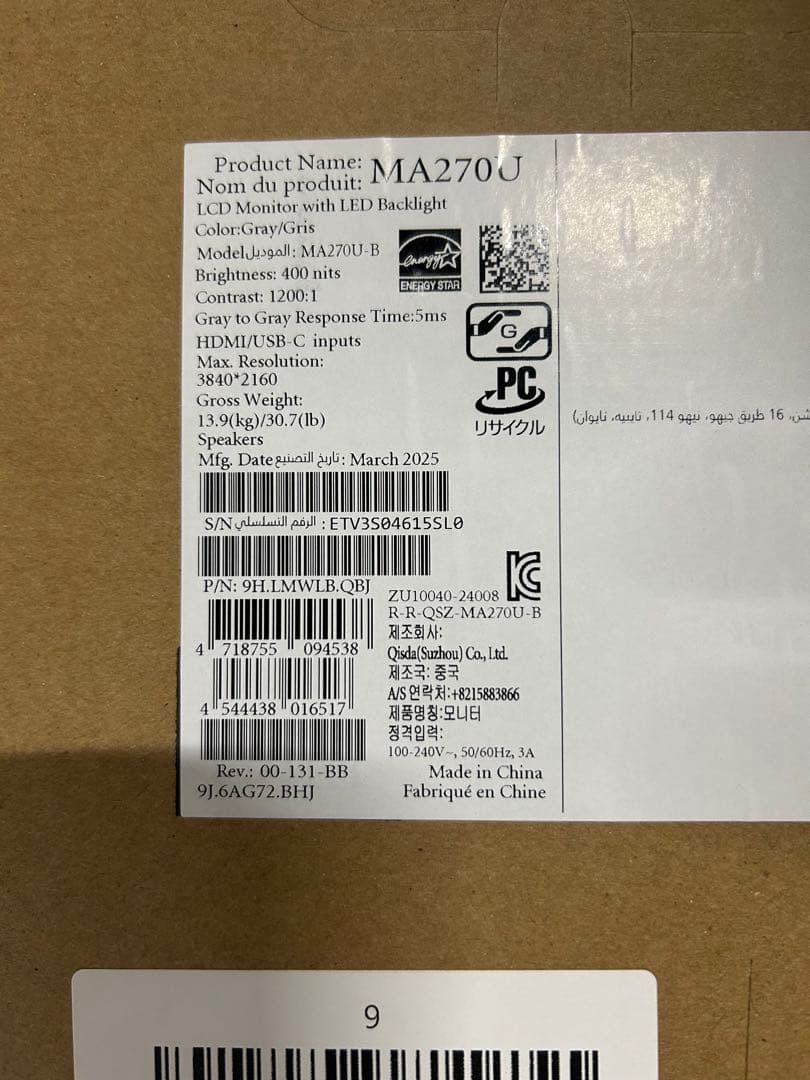 Product Name: MA270U
Nom du produit:
LCD Monitor with LED Backlight
Color:Gray/Gris
Model الموديل: MA270U-B
Brightness: 400 nits
Contrast: 1200:1
Gray to Gray Response Time:5ms
HDMI/USB-C inputs
Max. Resolution:
3840*2160
Gross Weight:
13.9(kg)/30.7(lb)
Speakers
Mfg. Date تاريخ التصنيع: March 2025
S/N الرقم التسلسلي : ETV3S04615SL0
P/N: 9H.LMWLB.QBJ
4 718755 094538
4 544438 016517
Rev.: 00-131-BB
9J.6AG72.BHJ
energy
ENERGY STAR
G
PC
リサイクル
ZU10040-24008
R-R-QSZ-MA270U-B
제조회사:
Qisda(Suzhou) Co., Ltd.
제조국: 중국
A/S 연락처:+8215883866
제품명칭:모니터
정격입력:
100-240V~, 50/60Hz, 3A
Made in China
Fabriqué en Chine
16 طريق جيهو، نيهو 114، تايبيه، تايوان)
9